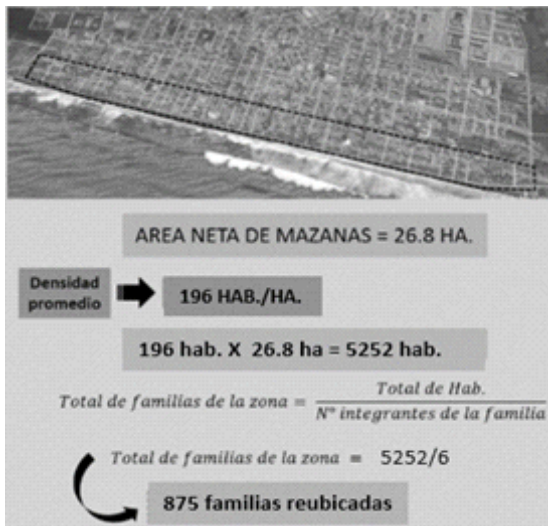 AREA NETA DE MAZANAS = 26.8 HA.
Densidad
promedio
196 HAB./HA.
196 hab. X 26.8 ha = 5252 hab.
Total de familias de la zona = Total de Hab. / N° integrantes de la familia
Total de familias de la zona = 5252/6
875 familias reubicadas